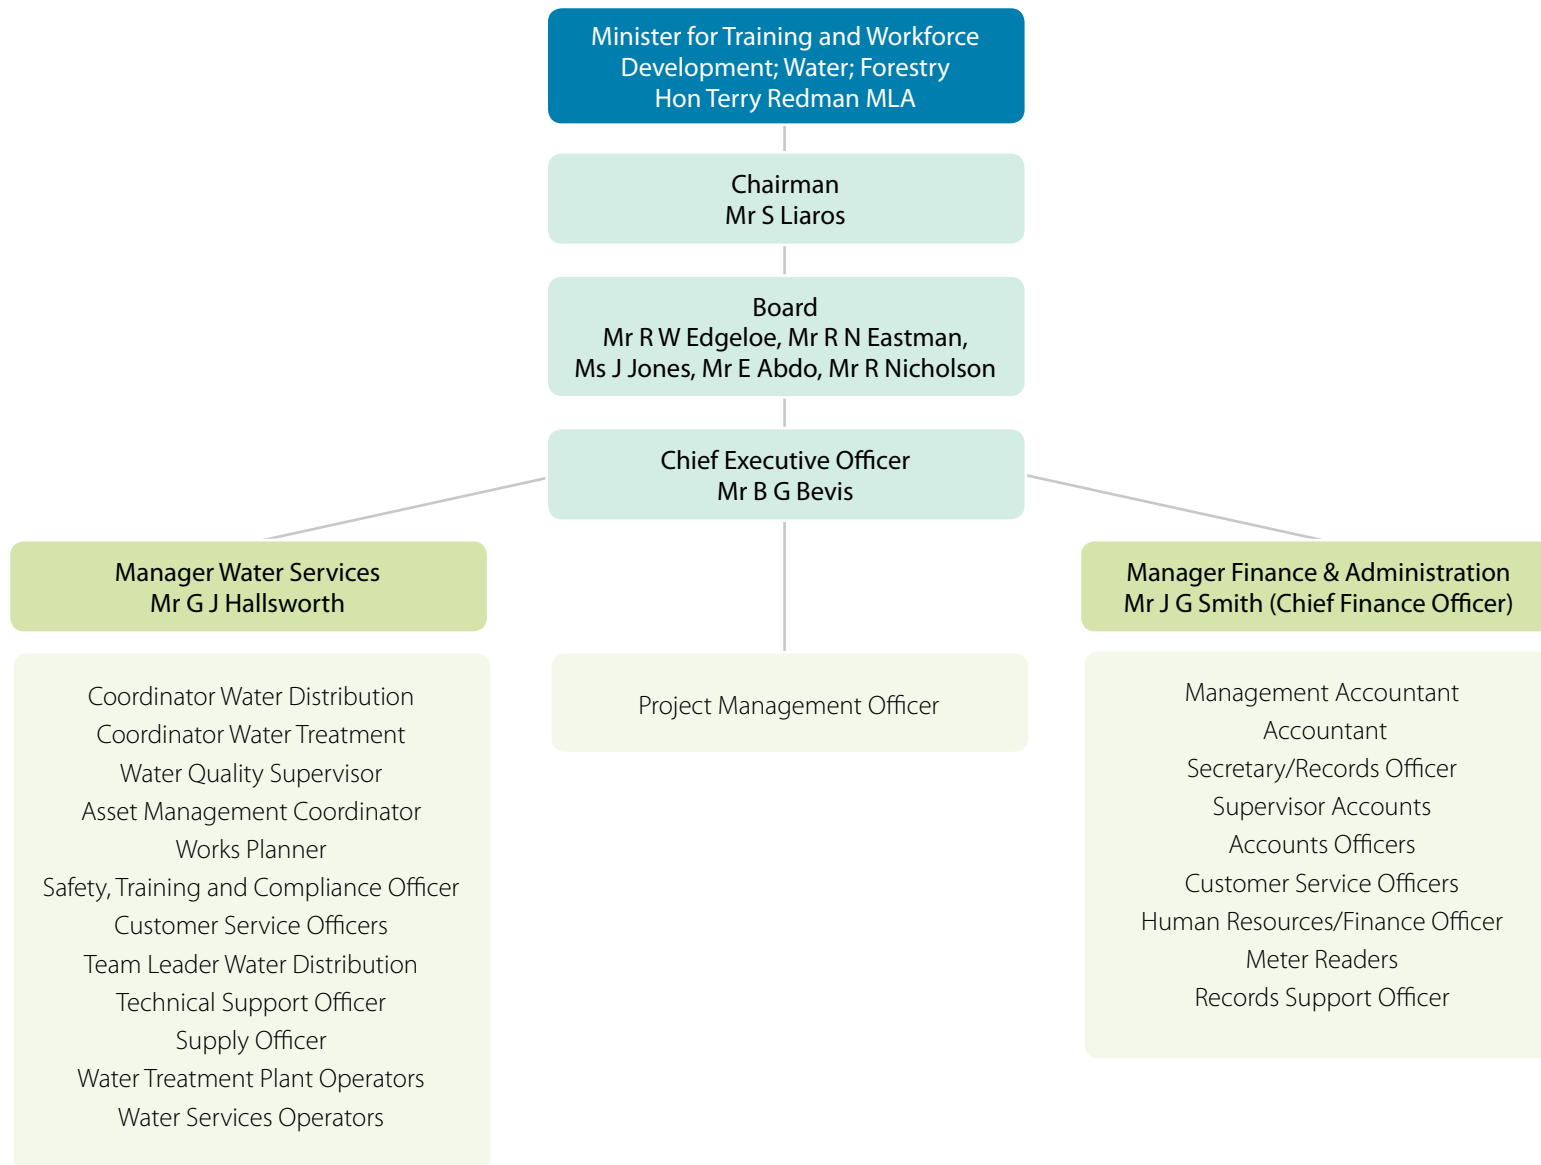 Minister for Training and Workforce
Development; Water; Forestry
Hon Terry Redman MLA
Chairman
Mr S Liaros
Board
Mr R W Edgeloe, Mr R N Eastman,
Ms J Jones, Mr E Abdo, Mr R Nicholson
Chief Executive Officer
Mr B G Bevis
Manager Water Services
Mr G J Hallsworth
Manager Finance & Administration
Mr J G Smith (Chief Finance Officer)
Coordinator Water Distribution
Coordinator Water Treatment
Water Quality Supervisor
Asset Management Coordinator
Works Planner
Safety, Training and Compliance Officer
Customer Service Officers
Team Leader Water Distribution
Technical Support Officer
Supply Officer
Water Treatment Plant Operators
Water Services Operators
Project Management Officer
Management Accountant
Accountant
Secretary/Records Officer
Supervisor Accounts
Accounts Officers
Customer Service Officers
Human Resources/Finance Officer
Meter Readers
Records Support Officer